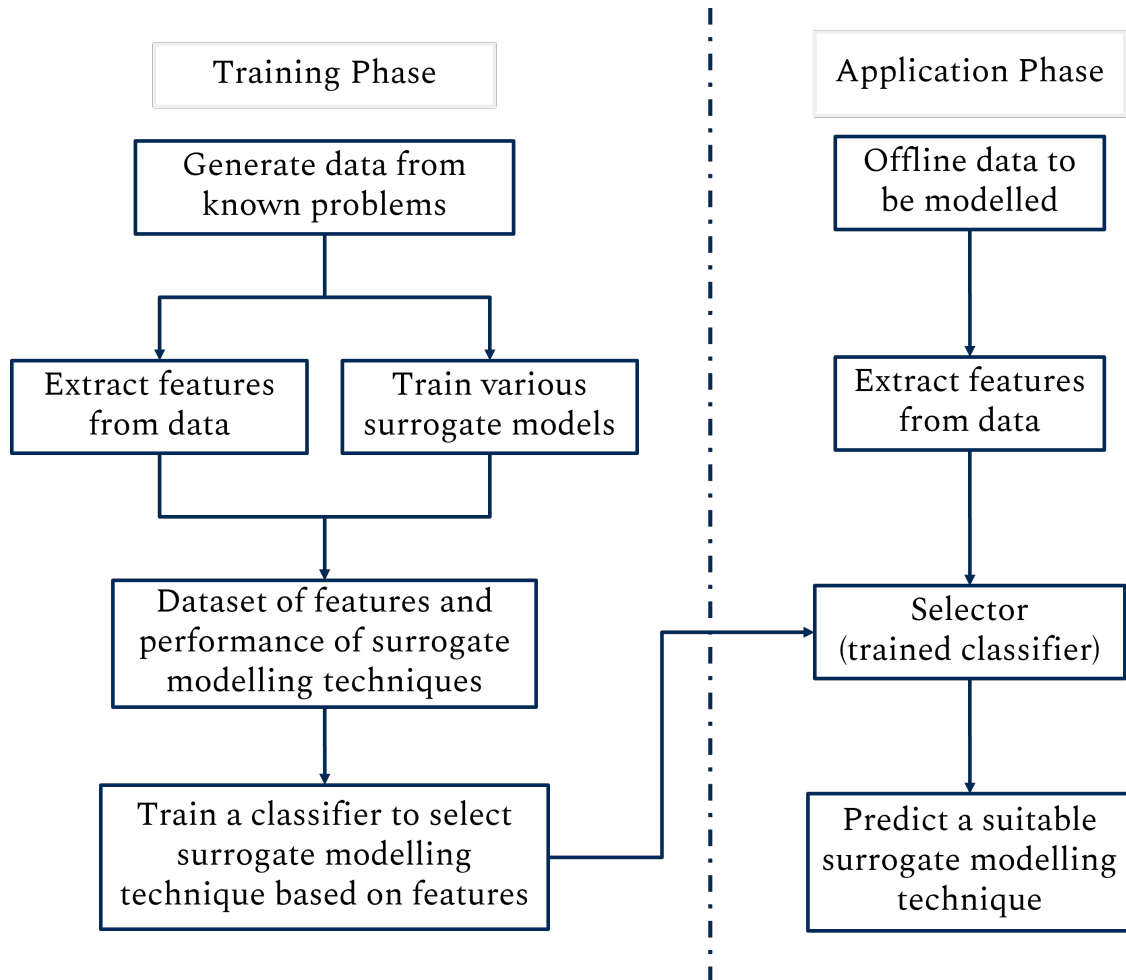 Training Phase
Generate data from
known problems
Extract features
from data
Train various
surrogate models
Dataset of features and
performance of surrogate
modelling techniques
Train a classifier to select
surrogate modelling
technique based on features
Application Phase
Offline data to
be modelled
Extract features
from data
Selector
(trained classifier)
Predict a suitable
surrogate modelling
technique